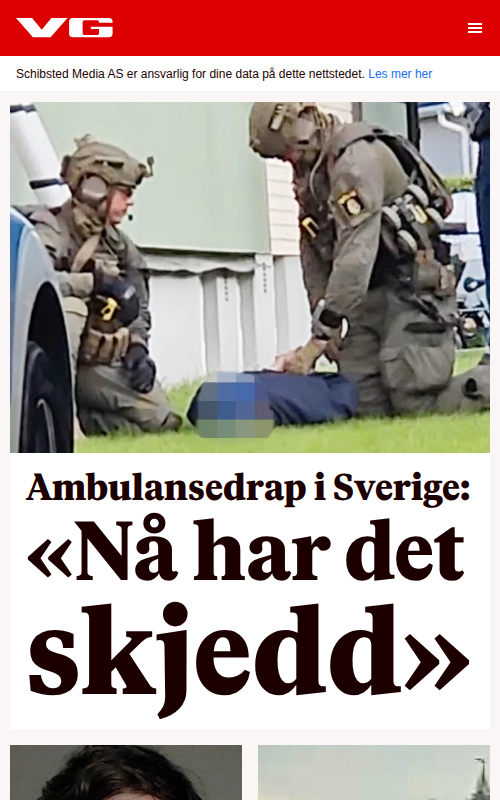 VG
Schibsted Media AS er ansvarlig for dine data på dette nettstedet. Les mer her
Ambulansedrap i Sverige:
«Nå har det
skjedd»